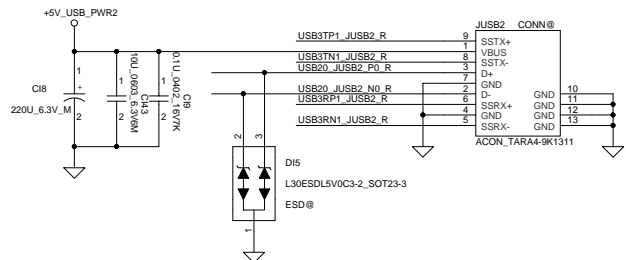 +5V_USB_PWR2
JUSB2 CONN@
USB3TP1_JUSB2_R 9 SSTX+
1 VBUS
USB3TN1_JUSB2_R 8 SSTX-
USB20_JUSB2_P0_R 3 D+
7 GND
USB20_JUSB2_N0_R 2 D- GND 10
USB3RP1_JUSB2_R 6 SSRX+ GND 11
4 GND GND 12
USB3RN1_JUSB2_R 5 SSRX- GND 13
ACON_TARA4-9K1311
1 +
CI8
220U_6.3V_M
2
1
2
10U_0603_6.3V6M
CI43
1
2
0.1U_0402_16V7K
CI9
2
3
DI5
L30ESDL5V0C3-2_SOT23-3
ESD@
1